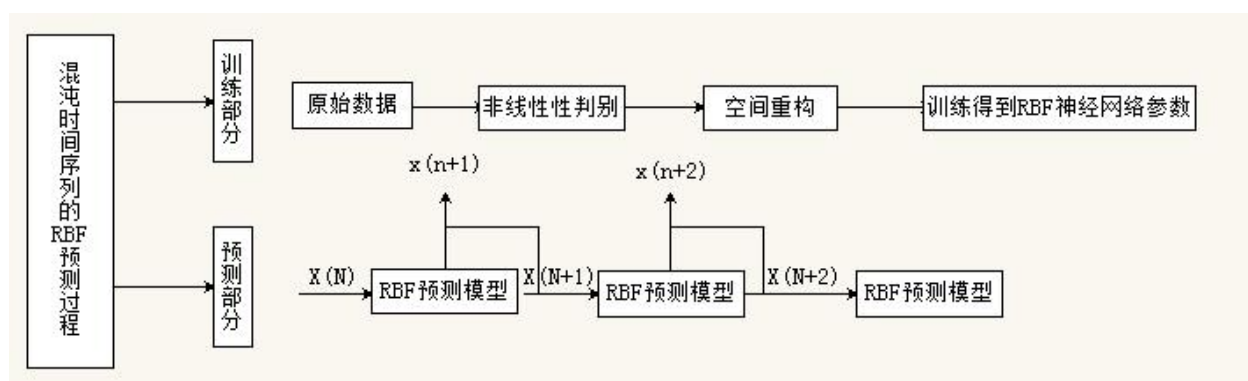 混沌时间序列的RBF预测过程
训练部分
原始数据
非线性性判别
空间重构
训练得到RBF神经网络参数
x(n+1)
x(n+2)
预测部分
X(N)
RBF预测模型
X(N+1)
RBF预测模型
X(N+2)
RBF预测模型